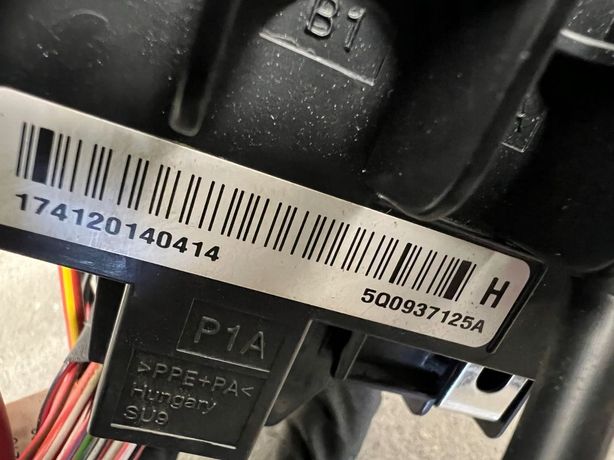 B1
174120140414
5Q0937125A
H
P1A
>PPE+PA<
Hungary
SU9